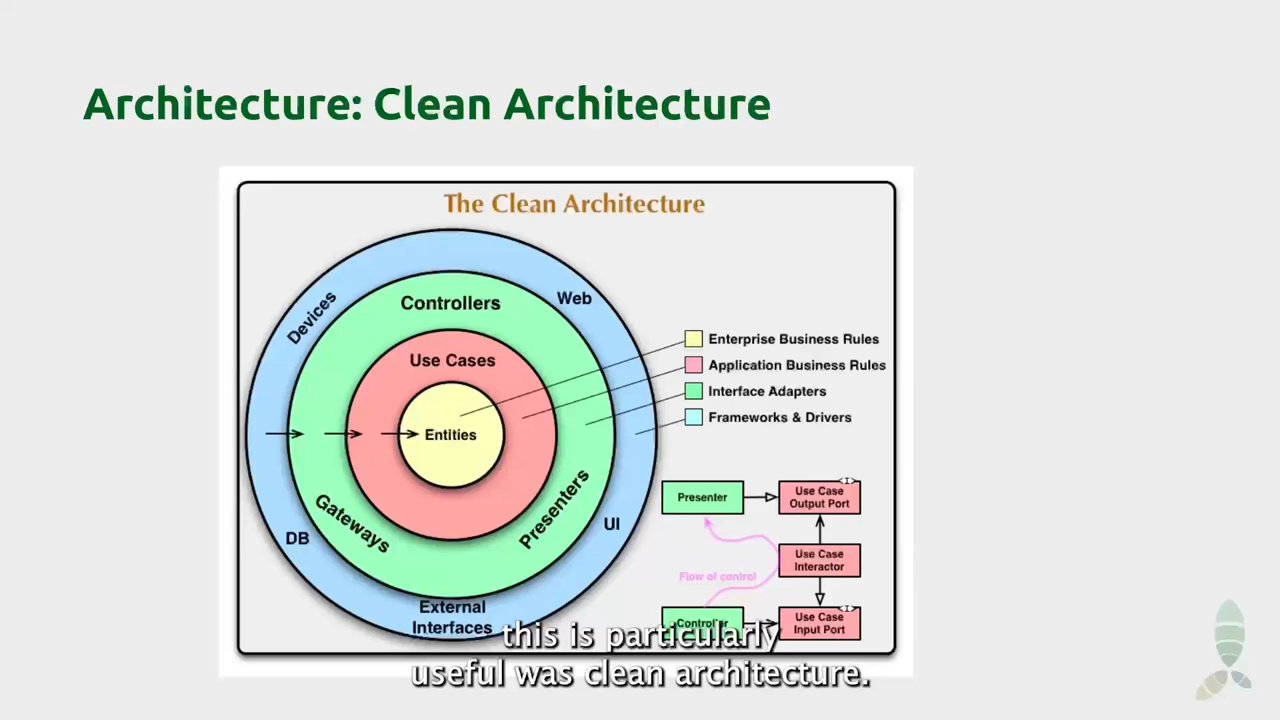 Architecture: Clean Architecture
The Clean Architecture
Devices
Controllers
Web
Use Cases
Entities
Gateways
Presenters
DB
UI
External
Interfaces
Enterprise Business Rules
Application Business Rules
Interface Adapters
Frameworks & Drivers
Presenter
Use Case
Output Port
Use Case
Interactor
Flow of control
Controller
Use Case
Input Port
<I>
<I>
this is particularly
useful was clean architecture.